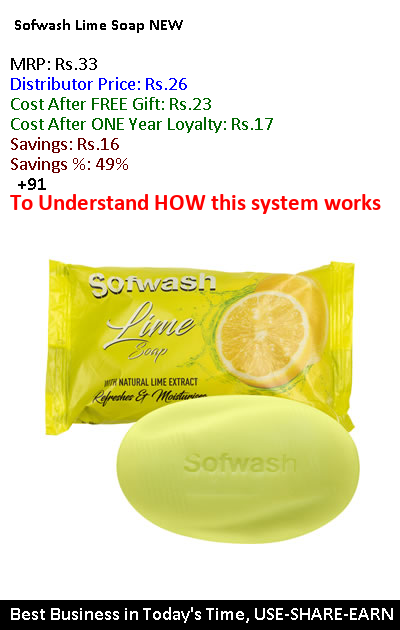 Sofwash Lime Soap NEW
MRP: Rs.33
Distributor Price: Rs.26
Cost After FREE Gift: Rs.23
Cost After ONE Year Loyalty: Rs.17
Savings: Rs.16
Savings %: 49%
+91
To Understand HOW this system works
Sofwash
Lime
Soap
WITH NATURAL LIME EXTRACT
Refreshes & Moisturises
Sofwash
Best Business in Today's Time, USE-SHARE-EARN